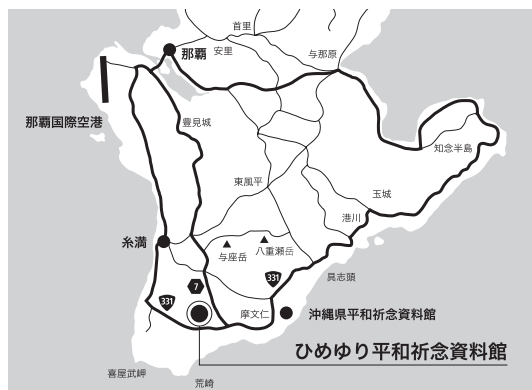 首里
那覇
安里
与那原
那覇国際空港
豊見城
知念半島
東風平
玉城
港川
糸満
与座岳
八重瀬岳
331
具志頭
7
331
摩文仁
沖縄県平和祈念資料館
ひめゆり平和祈念資料館
喜屋武岬
荒崎